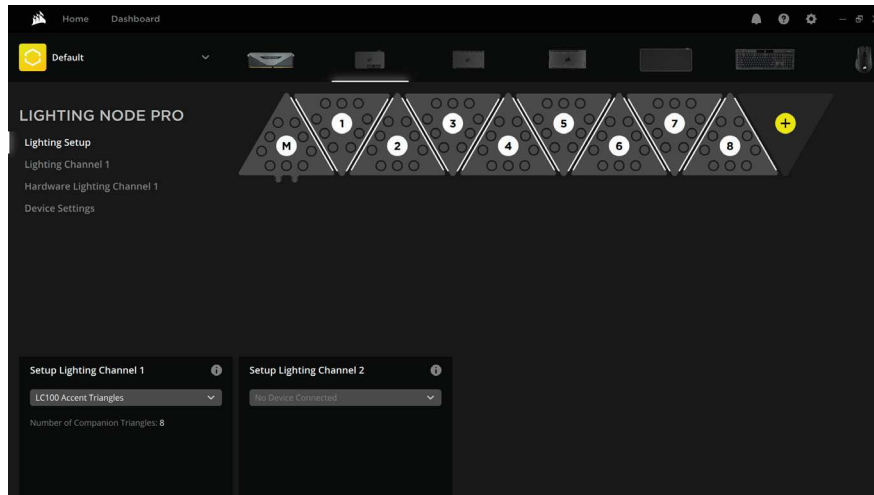 Home Dashboard
Default
LIGHTING NODE PRO
Lighting Setup
Lighting Channel 1
Hardware Lighting Channel 1
Device Settings
M 1 2 3 4 5 6 7 8 +
Setup Lighting Channel 1
LC100 Accent Triangles
Number of Companion Triangles: 8
Setup Lighting Channel 2
No Device Connected